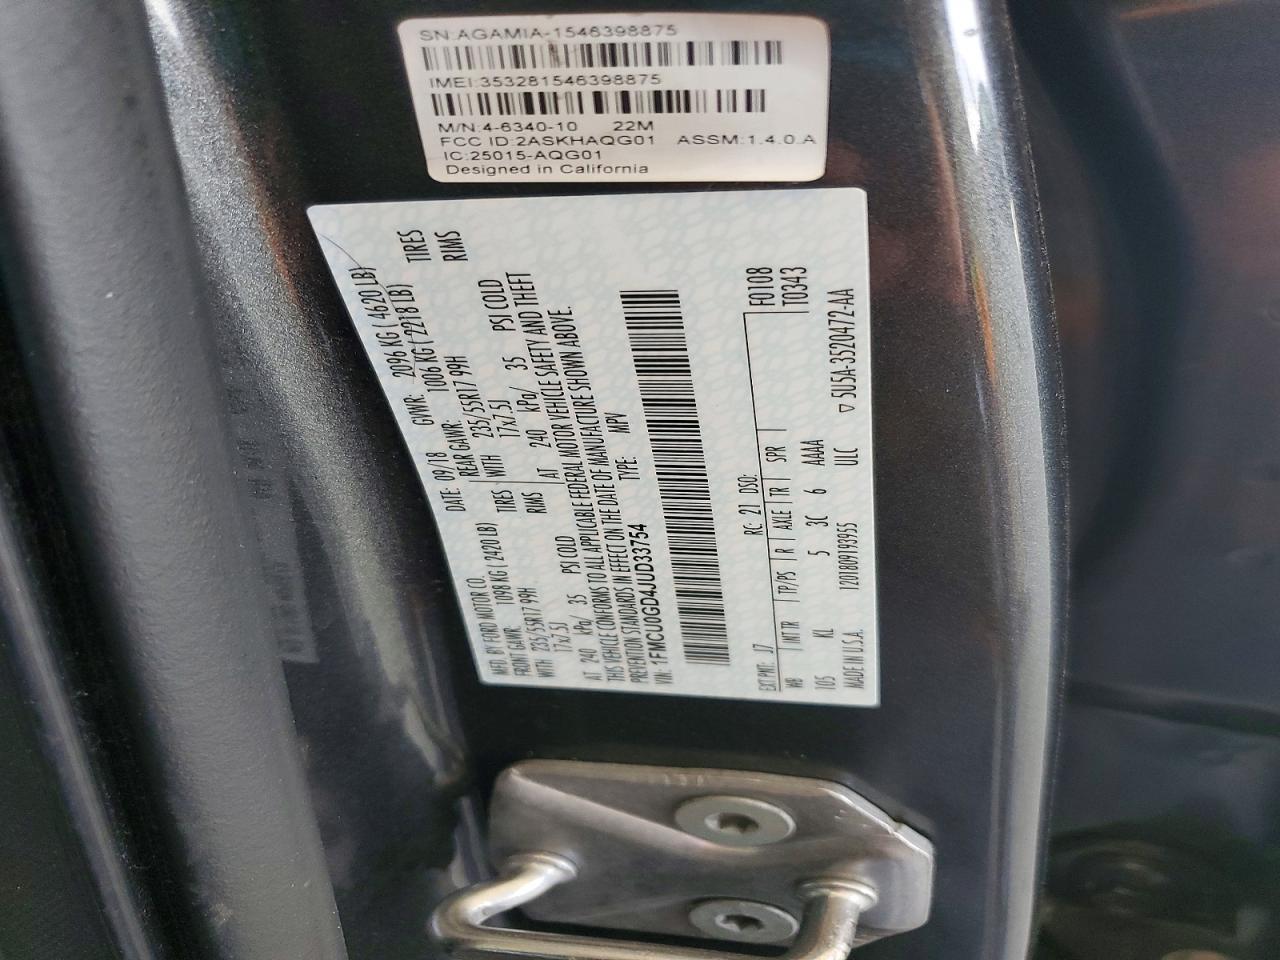 SN:AGAMIA-1546398875
IMEI:353281546398875
M/N:4-6340-10 22M
FCC ID:2ASKHAQG01 ASSM:1.4.0.A
IC:25015-AQG01
Designed in California
MFD. BY FORD MOTOR CO.
DATE: 09/18 GVWR: 2096 KG ( 4620 LB)
FRONT GAWR: 1098 KG ( 2420 LB) REAR GAWR: 1006 KG ( 2218 LB)
WITH 235/55R17 99H TIRES WITH 235/55R17 99H TIRES
17x7.5J RIMS 17x7.5J RIMS
AT 240 kPa/ 35 PSI COLD AT 240 kPa/ 35 PSI COLD
THIS VEHICLE CONFORMS TO ALL APPLICABLE FEDERAL MOTOR VEHICLE SAFETY AND THEFT
PREVENTION STANDARDS IN EFFECT ON THE DATE OF MANUFACTURE SHOWN ABOVE.
VIN: 1FMCU0GD4JUD33754 TYPE: MPV
F0108
T0343
EXT PNT: J7 RC: 21 DSO:
WB INT TR TP/PS R AXLE TR SPR
105 KL 5 3C 6 AAAA
MADE IN U.S.A. 120180919395S ULC 5U5A-3520472-AA